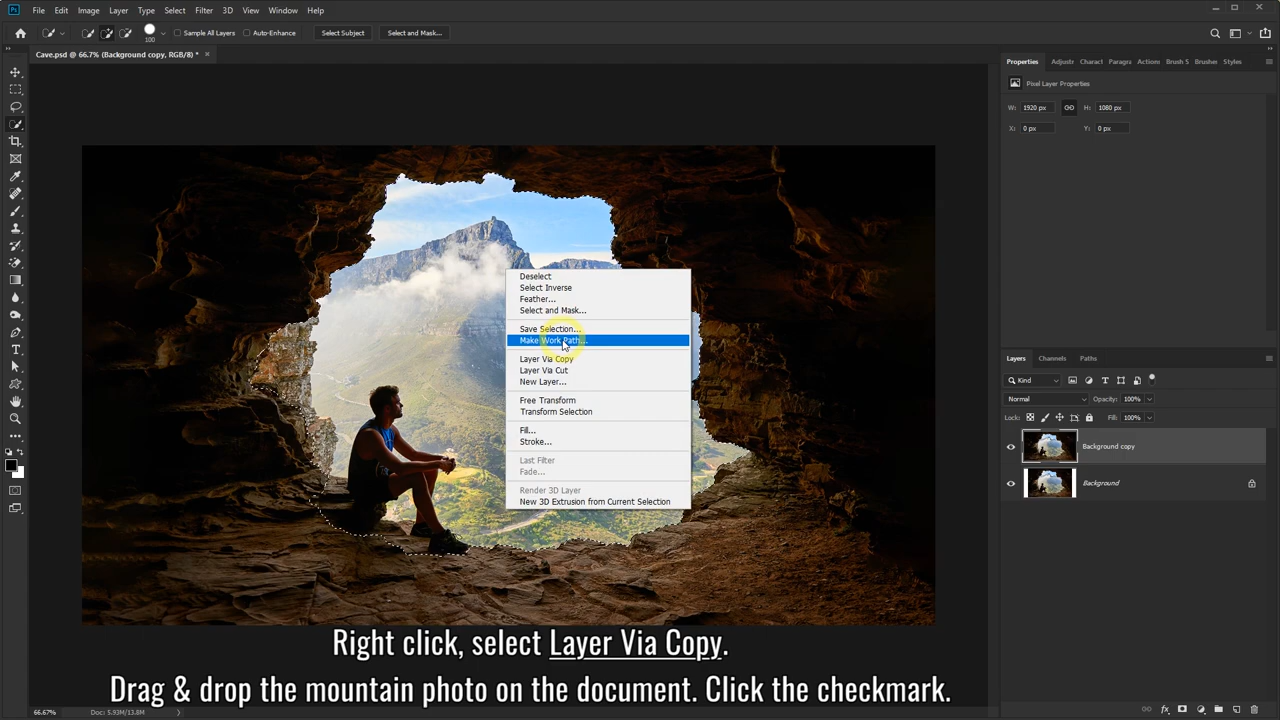 Ps File Edit Image Layer Type Select Filter 3D View Window Help
100 Sample All Layers Auto-Enhance Select Subject Select and Mask...
Cave.psd @ 66.7% (Background copy, RGB/8) * ×
Properties Adjustr Charact Paragra Actions Brush S Brushes Styles
Pixel Layer Properties
W: 1920 px H: 1080 px
X: 0 px Y: 0 px
Deselect
Select Inverse
Feather...
Select and Mask...
Save Selection...
Make Work Path...
Layer Via Copy
Layer Via Cut
New Layer...
Free Transform
Transform Selection
Fill...
Stroke...
Last Filter
Fade...
Render 3D Layer
New 3D Extrusion from Current Selection
Layers Channels Paths
Kind
Normal Opacity: 100%
Lock: Fill: 100%
Background copy
Background
Right click, select Layer Via Copy.
Drag & drop the mountain photo on the document. Click the checkmark.
66.67% Doc: 5.93M/13.8M